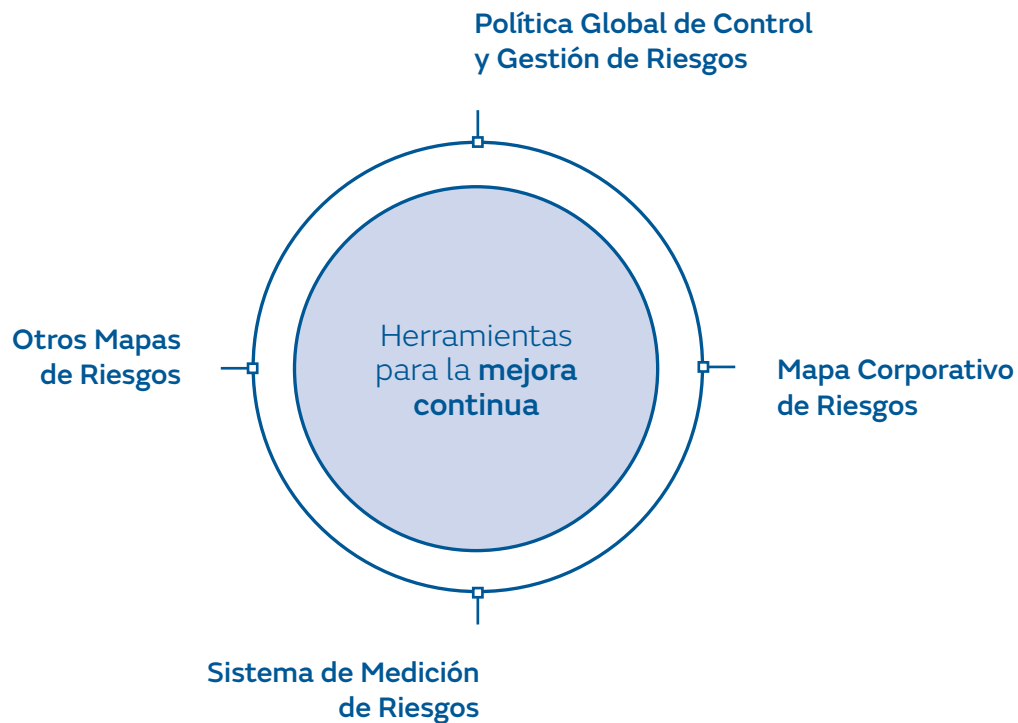 Política Global de Control
y Gestión de Riesgos
Otros Mapas
de Riesgos
Herramientas
para la mejora
continua
Mapa Corporativo
de Riesgos
Sistema de Medición
de Riesgos